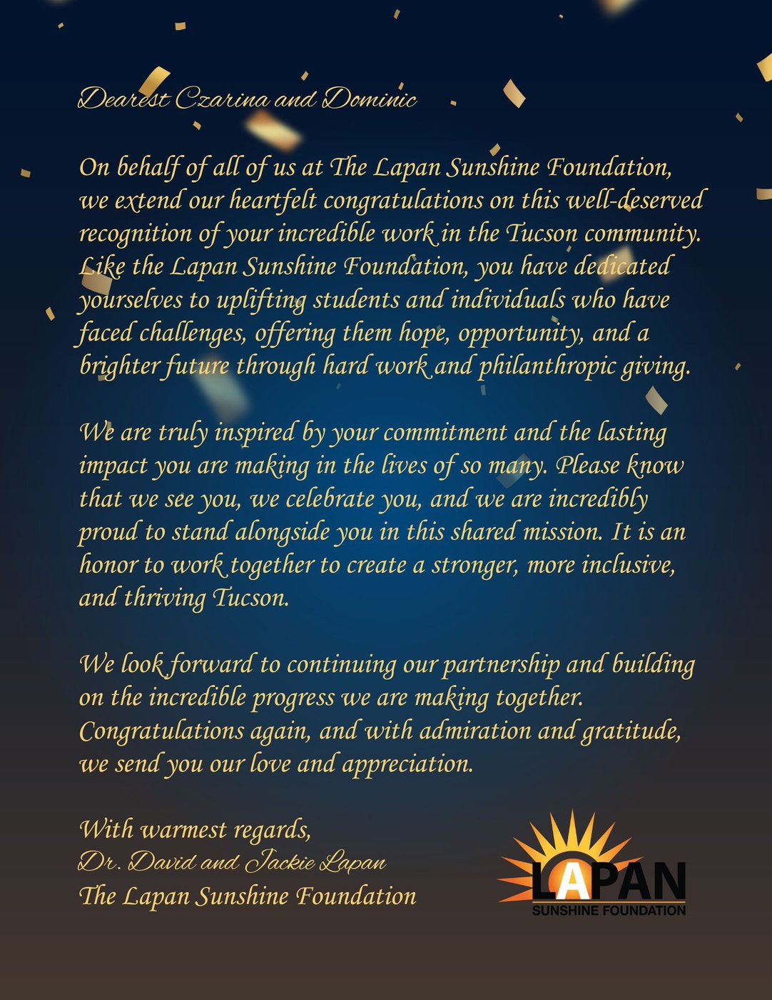 Dearest Czarina and Dominic
On behalf of all of us at The Lapan Sunshine Foundation,
we extend our heartfelt congratulations on this well-deserved
recognition of your incredible work in the Tucson community.
Like the Lapan Sunshine Foundation, you have dedicated
yourselves to uplifting students and individuals who have
faced challenges, offering them hope, opportunity, and a
brighter future through hard work and philanthropic giving.
We are truly inspired by your commitment and the lasting
impact you are making in the lives of so many. Please know
that we see you, we celebrate you, and we are incredibly
proud to stand alongside you in this shared mission. It is an
honor to work together to create a stronger, more inclusive,
and thriving Tucson.
We look forward to continuing our partnership and building
on the incredible progress we are making together.
Congratulations again, and with admiration and gratitude,
we send you our love and appreciation.
With warmest regards,
Dr. David and Jackie Lapan
The Lapan Sunshine Foundation
LAPAN
SUNSHINE FOUNDATION